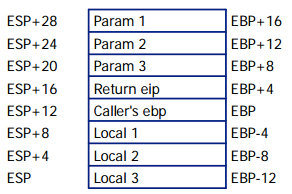 ESP+28 Param 1 EBP+16
ESP+24 Param 2 EBP+12
ESP+20 Param 3 EBP+8
ESP+16 Return eip EBP+4
ESP+12 Caller's ebp EBP
ESP+8 Local 1 EBP-4
ESP+4 Local 2 EBP-8
ESP Local 3 EBP-12